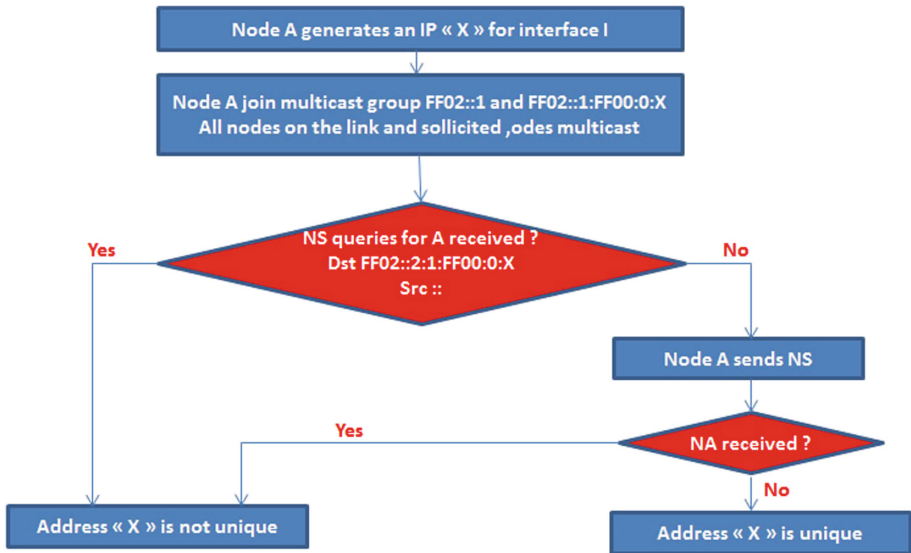 Node A generates an IP « X » for interface I
Node A join multicast group FF02::1 and FF02::1:FF00:0:X
All nodes on the link and sollicited ,odes multicast
NS queries for A received ?
Dst FF02::2:1:FF00:0:X
Src ::
Yes
No
Node A sends NS
NA received ?
Yes
No
Address « X » is not unique
Address « X » is unique